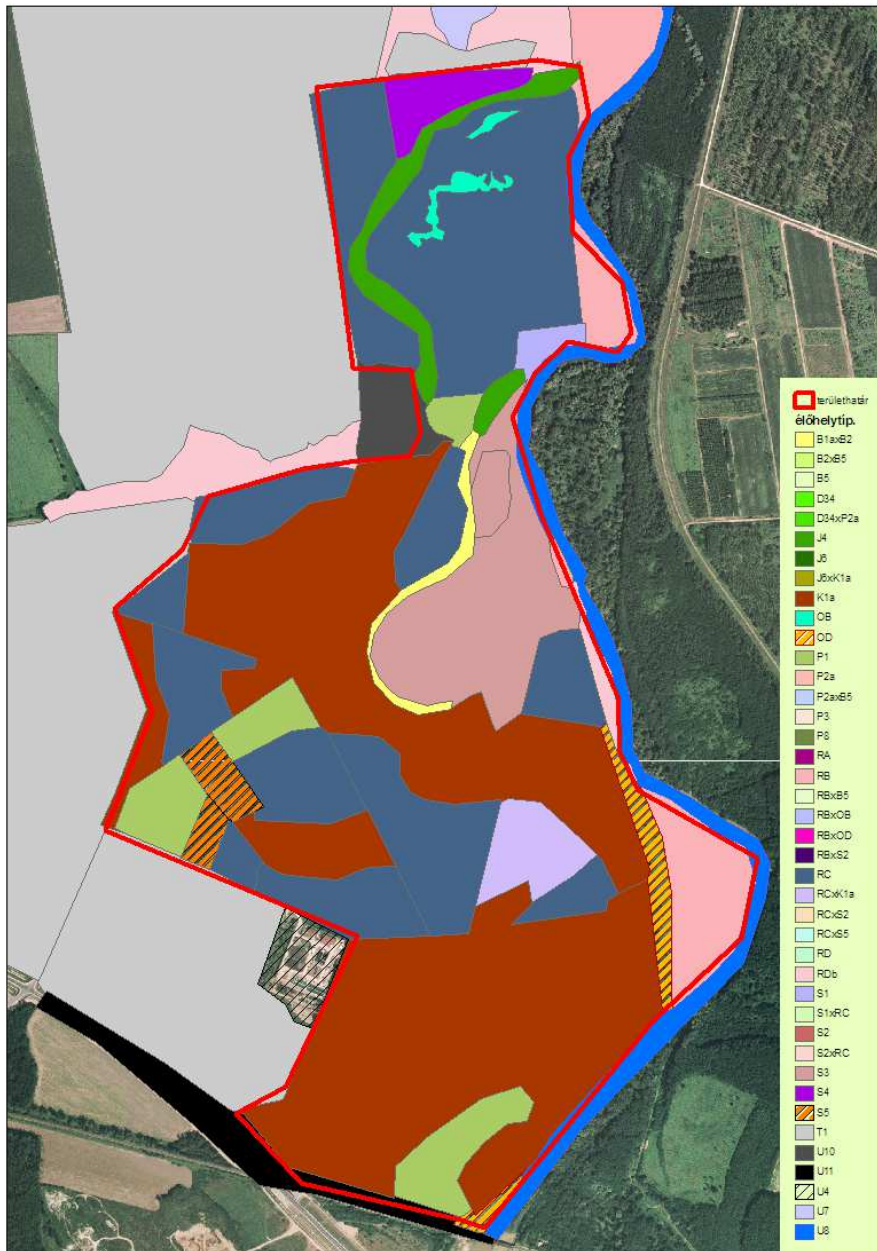 területhatár
élőhelytíp.
B1axB2
B2xB5
B5
D34
D34xP2a
J4
J6
J6xK1a
K1a
OB
OD
P1
P2a
P2axB5
P3
P8
RA
RB
RBxB5
RBxOB
RBxOD
RBxS2
RC
RCxK1a
RCxS2
RCxS5
RD
RDb
S1
S1xRC
S2
S2xRC
S3
S4
S5
T1
U10
U11
U4
U7
U8